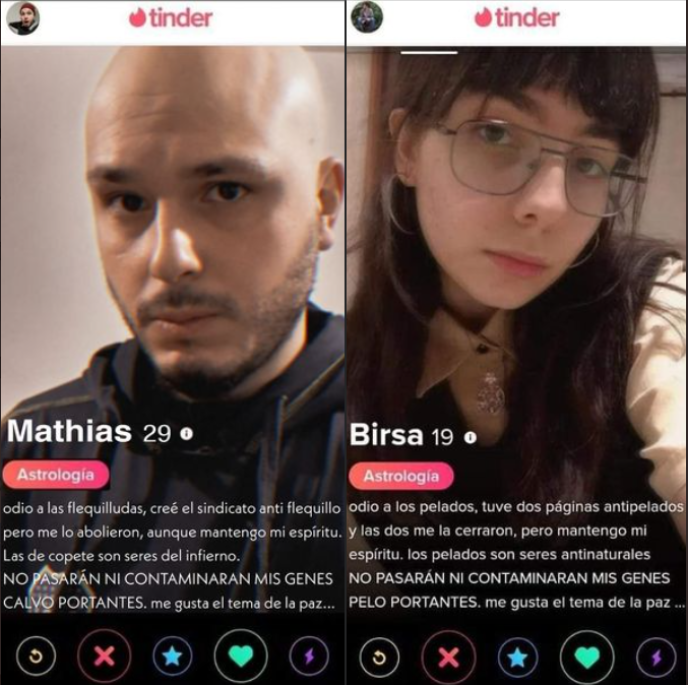 tinder
Mathias 29
Astrología
odio a las flequilludas, creé el sindicato anti flequillo
pero me lo abolieron, aunque mantengo mi espíritu.
Las de copete son seres del infierno.
NO PASARÁN NI CONTAMINARAN MIS GENES
CALVO PORTANTES. me gusta el tema de la paz...
tinder
Birsa 19
Astrología
odio a los pelados, tuve dos páginas antipelados
y las dos me la cerraron, pero mantengo mi
espíritu. los pelados son seres antinaturales
NO PASARÁN NI CONTAMINARAN MIS GENES
PELO PORTANTES. me gusta el tema de la paz ...